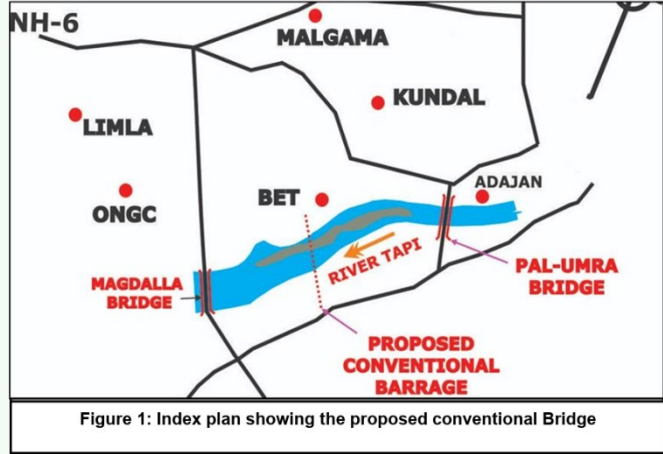 NH-6
MALGAMA
KUNDAL
LIMLA
ADAJAN
BET
ONGC
RIVER TAPI
PAL-UMRA
BRIDGE
MAGDALLA
BRIDGE
PROPOSED
CONVENTIONAL
BARRAGE
Figure 1: Index plan showing the proposed conventional Bridge